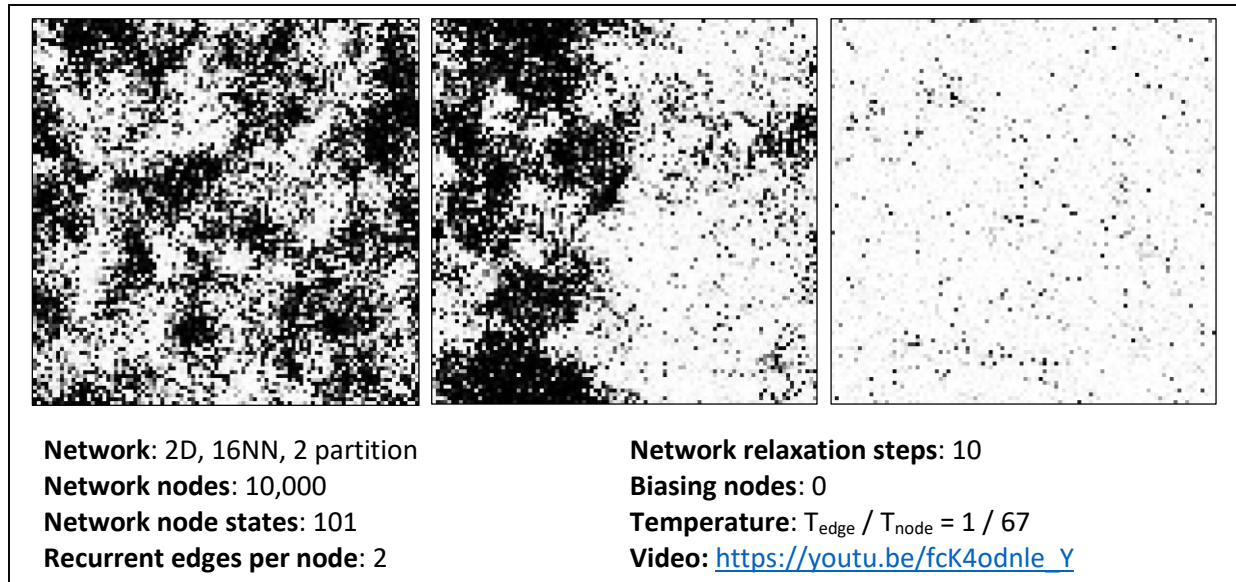 Network: 2D, 16NN, 2 partition
Network nodes: 10,000
Network node states: 101
Recurrent edges per node: 2
Network relaxation steps: 10
Biasing nodes: 0
Temperature: Tedge / Tnode = 1 / 67
Video: https://youtu.be/fcK4odnle_Y